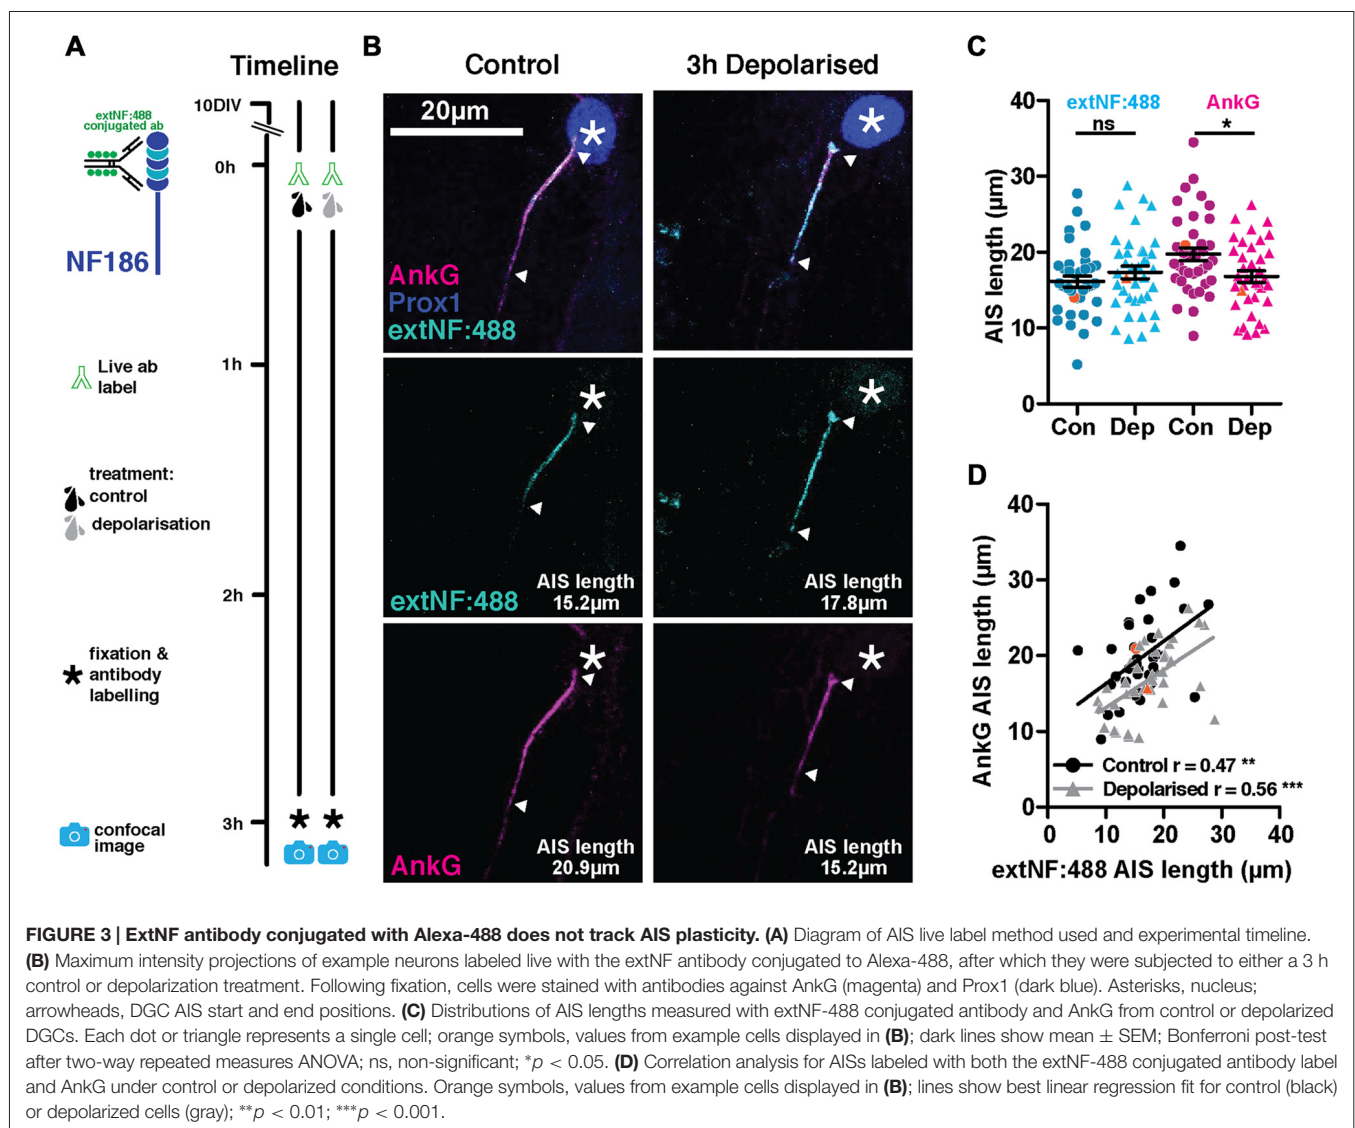 A
Timeline
extNF:488
conjugated ab
NF186
10DIV
0h
1h
2h
3h
Live ab
label
treatment:
control
depolarisation
fixation &
antibody
labelling
confocal
image
B
Control
3h Depolarised
20µm
AnkG
Prox1
extNF:488
extNF:488
AIS length
15.2µm
AIS length
17.8µm
AnkG
AIS length
20.9µm
AIS length
15.2µm
C
extNF:488 AnkG
ns *
AIS length (µm)
40
30
20
10
0
Con Dep Con Dep
D
AnkG AIS length (µm)
40
30
20
10
0
Control r = 0.47 **
Depolarised r = 0.56 ***
0 10 20 30 40
extNF:488 AIS length (µm)
FIGURE 3 | ExtNF antibody conjugated with Alexa-488 does not track AIS plasticity. (A) Diagram of AIS live label method used and experimental timeline.
(B) Maximum intensity projections of example neurons labeled live with the extNF antibody conjugated to Alexa-488, after which they were subjected to either a 3 h
control or depolarization treatment. Following fixation, cells were stained with antibodies against AnkG (magenta) and Prox1 (dark blue). Asterisks, nucleus;
arrowheads, DGC AIS start and end positions. (C) Distributions of AIS lengths measured with extNF-488 conjugated antibody and AnkG from control or depolarized
DGCs. Each dot or triangle represents a single cell; orange symbols, values from example cells displayed in (B); dark lines show mean ± SEM; Bonferroni post-test
after two-way repeated measures ANOVA; ns, non-significant; *p < 0.05. (D) Correlation analysis for AISs labeled with both the extNF-488 conjugated antibody label
and AnkG under control or depolarized conditions. Orange symbols, values from example cells displayed in (B); lines show best linear regression fit for control (black)
or depolarized cells (gray); **p < 0.01; ***p < 0.001.